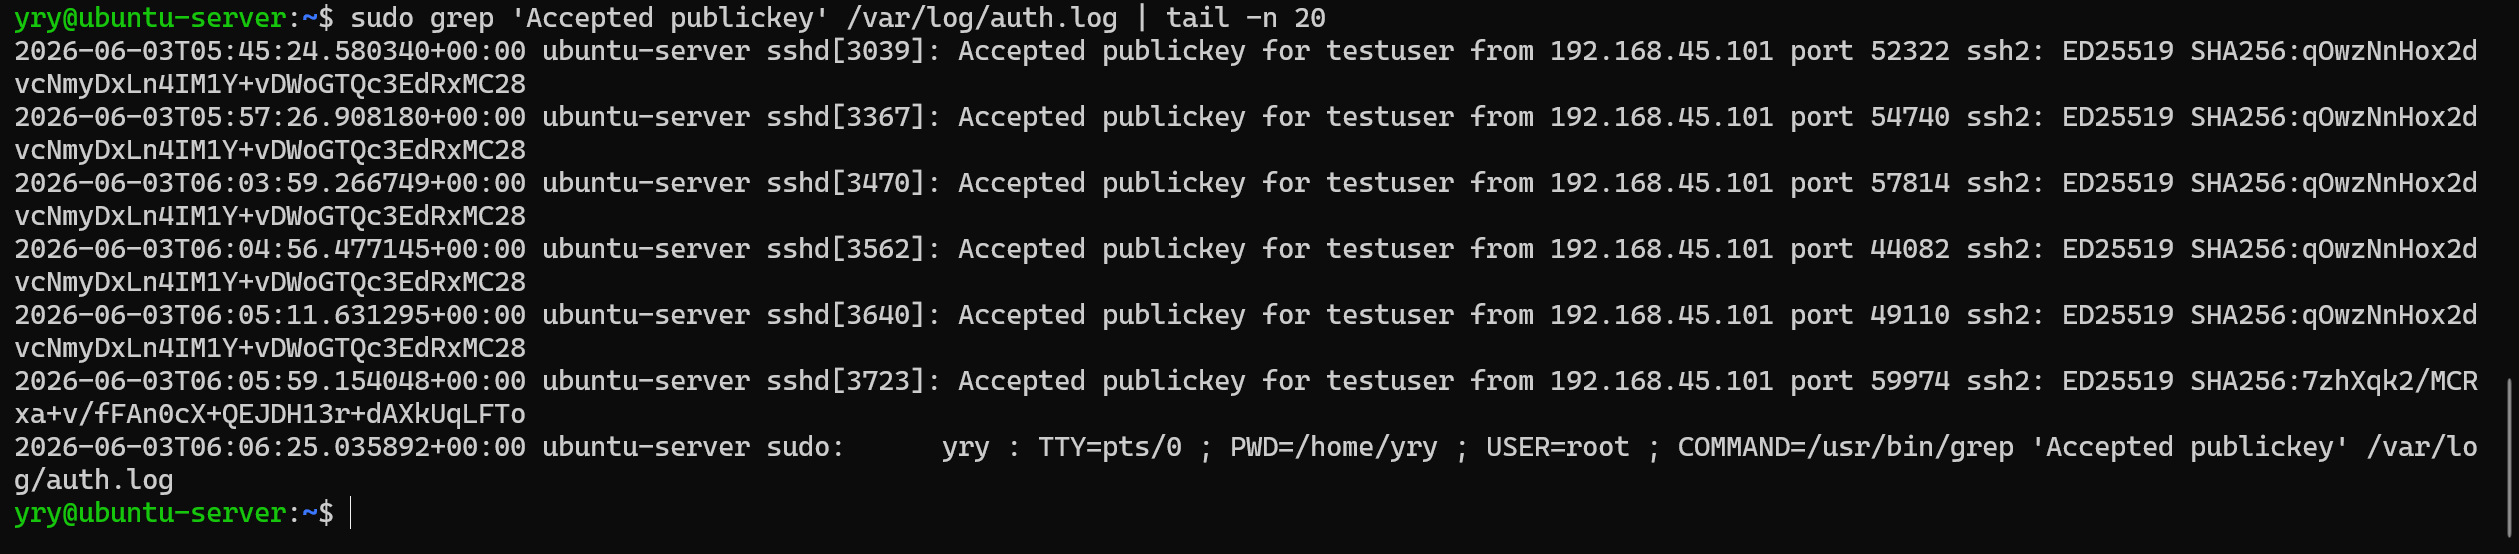 yry@ubuntu-server:~$ sudo grep 'Accepted publickey' /var/log/auth.log | tail -n 20
2026-06-03T05:45:24.580340+00:00 ubuntu-server sshd[3039]: Accepted publickey for testuser from 192.168.45.101 port 52322 ssh2: ED25519 SHA256:qOwzNnHox2d
vcNmyDxLn4IM1Y+vDWoGTQc3EdRxMC28
2026-06-03T05:57:26.908180+00:00 ubuntu-server sshd[3367]: Accepted publickey for testuser from 192.168.45.101 port 54740 ssh2: ED25519 SHA256:qOwzNnHox2d
vcNmyDxLn4IM1Y+vDWoGTQc3EdRxMC28
2026-06-03T06:03:59.266749+00:00 ubuntu-server sshd[3470]: Accepted publickey for testuser from 192.168.45.101 port 57814 ssh2: ED25519 SHA256:qOwzNnHox2d
vcNmyDxLn4IM1Y+vDWoGTQc3EdRxMC28
2026-06-03T06:04:56.477145+00:00 ubuntu-server sshd[3562]: Accepted publickey for testuser from 192.168.45.101 port 44082 ssh2: ED25519 SHA256:qOwzNnHox2d
vcNmyDxLn4IM1Y+vDWoGTQc3EdRxMC28
2026-06-03T06:05:11.631295+00:00 ubuntu-server sshd[3640]: Accepted publickey for testuser from 192.168.45.101 port 49110 ssh2: ED25519 SHA256:qOwzNnHox2d
vcNmyDxLn4IM1Y+vDWoGTQc3EdRxMC28
2026-06-03T06:05:59.154048+00:00 ubuntu-server sshd[3723]: Accepted publickey for testuser from 192.168.45.101 port 59974 ssh2: ED25519 SHA256:7zhXqk2/MCR
xa+v/fFAn0cX+QEJDH13r+dAXkUqLFTo
2026-06-03T06:06:25.035892+00:00 ubuntu-server sudo:      yry : TTY=pts/0 ; PWD=/home/yry ; USER=root ; COMMAND=/usr/bin/grep 'Accepted publickey' /var/lo
g/auth.log
yry@ubuntu-server:~$